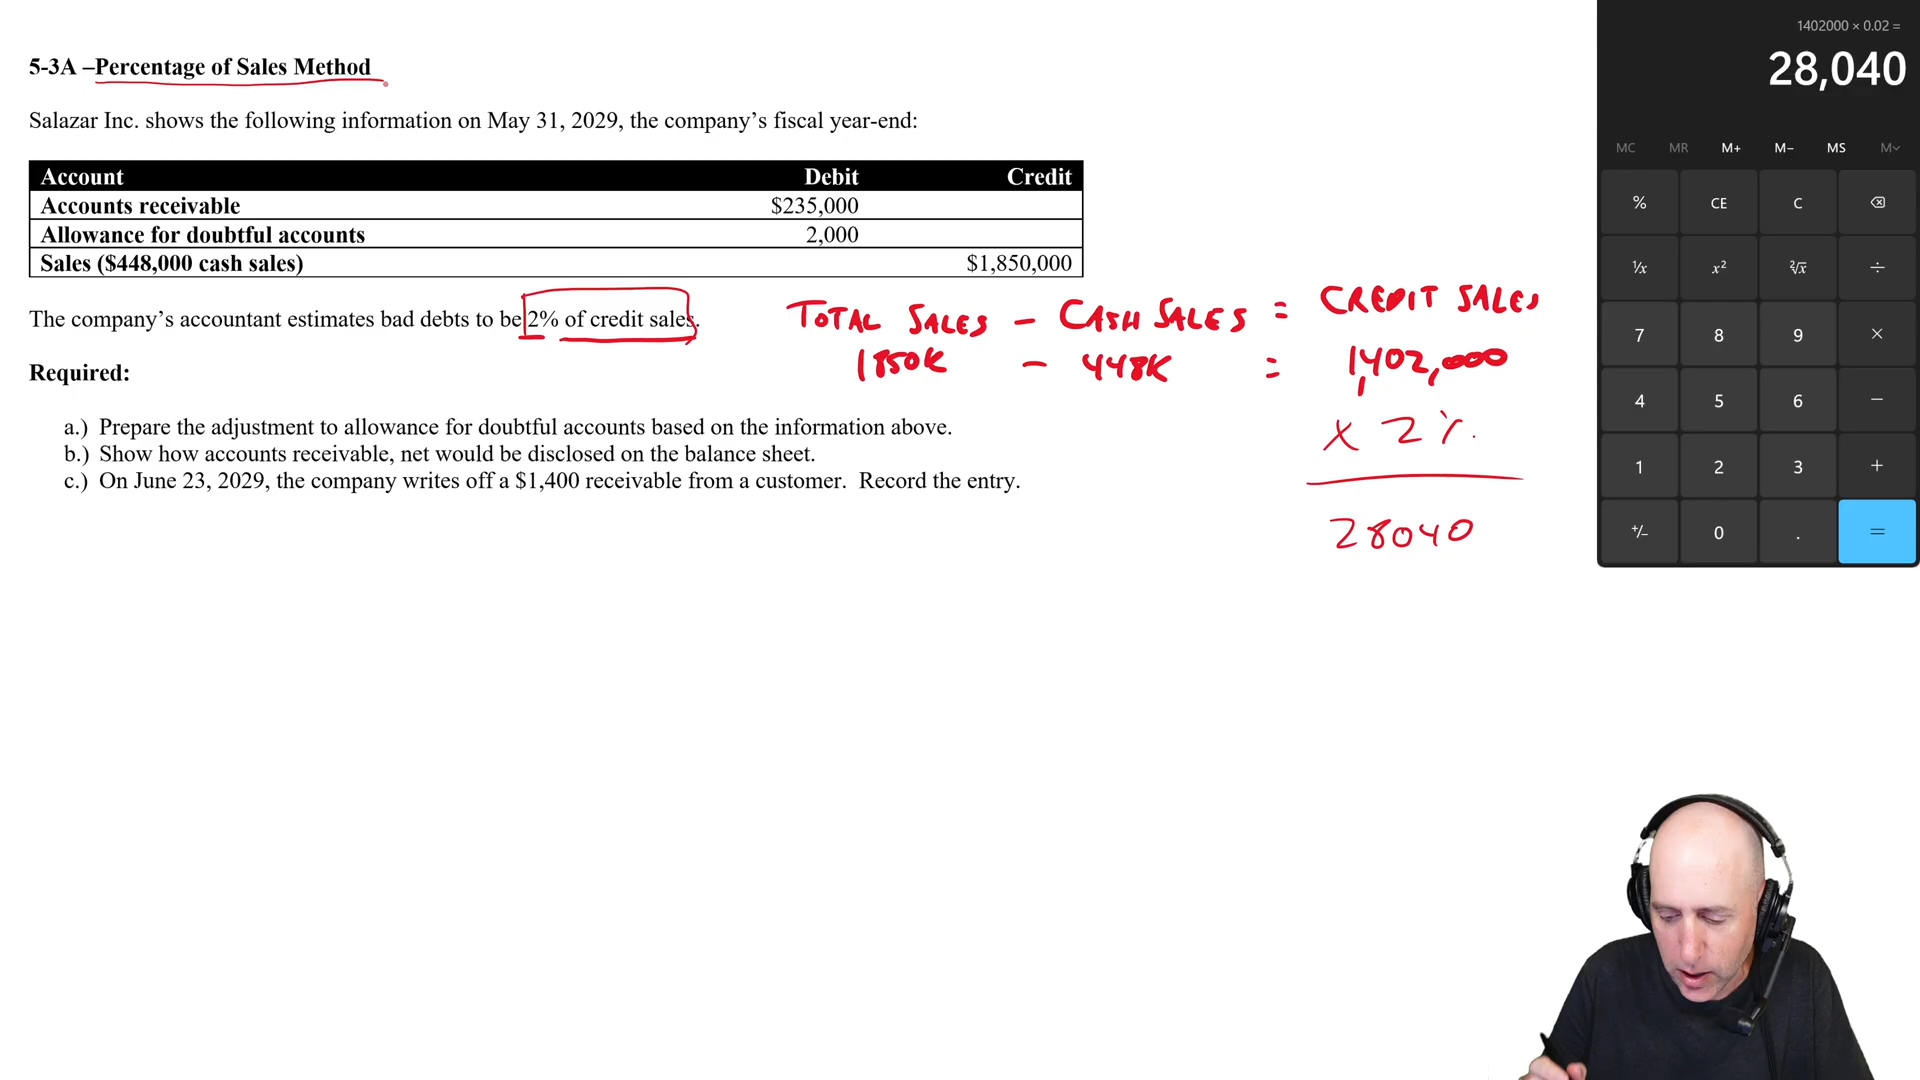 5-3A –Percentage of Sales Method
Salazar Inc. shows the following information on May 31, 2029, the company’s fiscal year-end:
Account Debit Credit
Accounts receivable $235,000
Allowance for doubtful accounts 2,000
Sales ($448,000 cash sales) $1,850,000
The company’s accountant estimates bad debts to be 2% of credit sales.
TOTAL SALES - CASH SALES = CREDIT SALES
1850K - 448K = 1,402,000
x 2%
28040
Required:
a.) Prepare the adjustment to allowance for doubtful accounts based on the information above.
b.) Show how accounts receivable, net would be disclosed on the balance sheet.
c.) On June 23, 2029, the company writes off a $1,400 receivable from a customer. Record the entry.
1402000 × 0.02 =
28,040
MC MR M+ M− MS M˅
% CE C ⌫
¹/x x² ²√x ÷
7 8 9 ×
4 5 6 −
1 2 3 +
+/− 0 . =